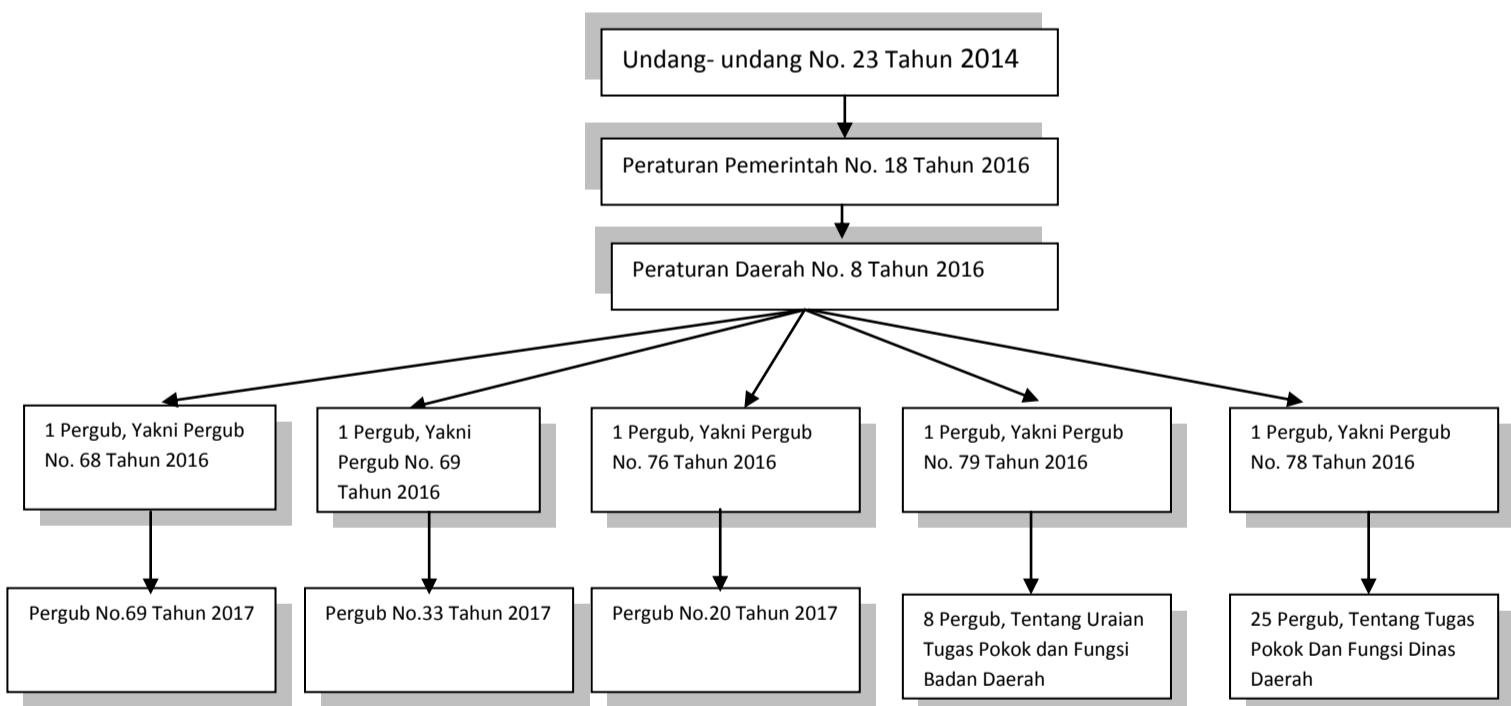 Undang- undang No. 23 Tahun 2014
Peraturan Pemerintah No. 18 Tahun 2016
Peraturan Daerah No. 8 Tahun 2016
1 Pergub, Yakni Pergub
No. 68 Tahun 2016
1 Pergub, Yakni
Pergub No. 69
Tahun 2016
1 Pergub, Yakni Pergub
No. 76 Tahun 2016
1 Pergub, Yakni Pergub
No. 79 Tahun 2016
1 Pergub, Yakni Pergub
No. 78 Tahun 2016
Pergub No.69 Tahun 2017
Pergub No.33 Tahun 2017
Pergub No.20 Tahun 2017
8 Pergub, Tentang Uraian
Tugas Pokok dan Fungsi
Badan Daerah
25 Pergub, Tentang Tugas
Pokok Dan Fungsi Dinas
Daerah